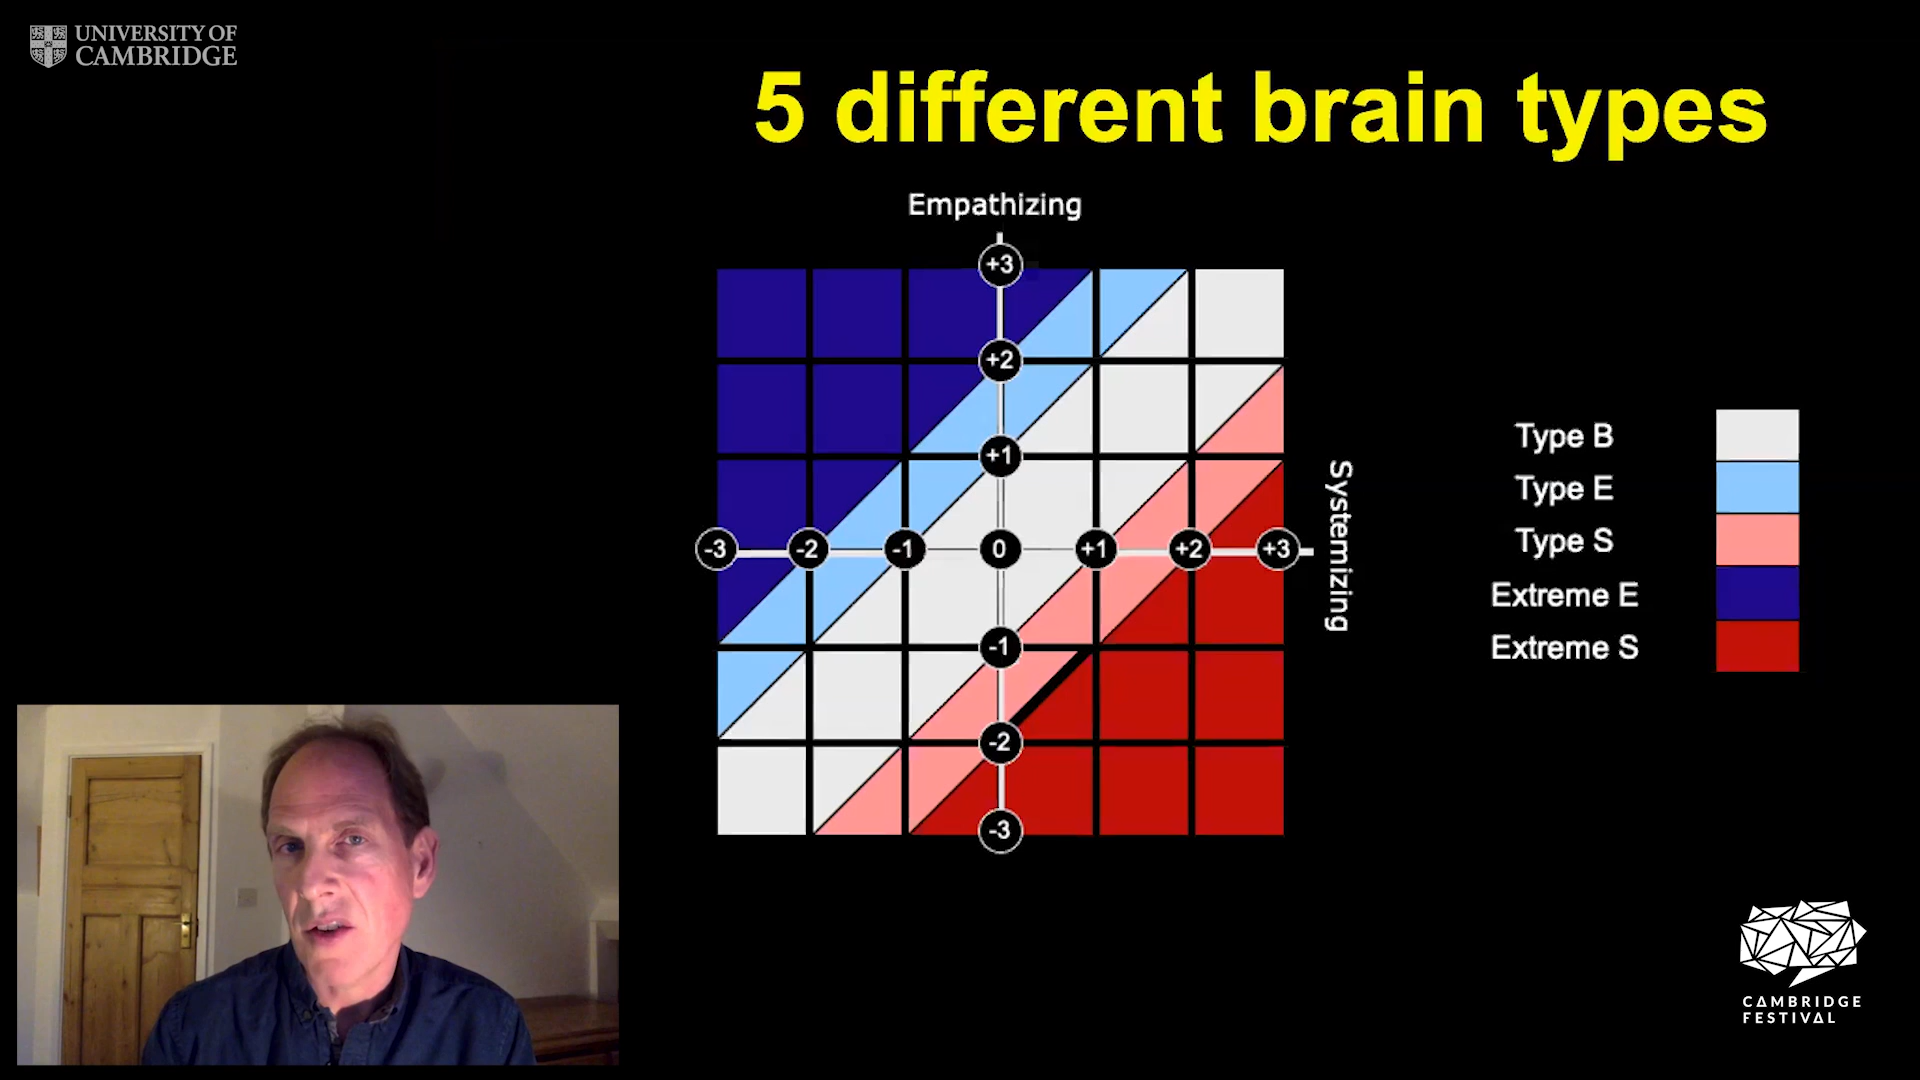 UNIVERSITY OF
CAMBRIDGE
5 different brain types
Empathizing
+3
+2
+1
-3 -2 -1 0 +1 +2 +3
-1
-2
-3
Systemizing
Type B
Type E
Type S
Extreme E
Extreme S
CAMBRIDGE
FESTIVAL